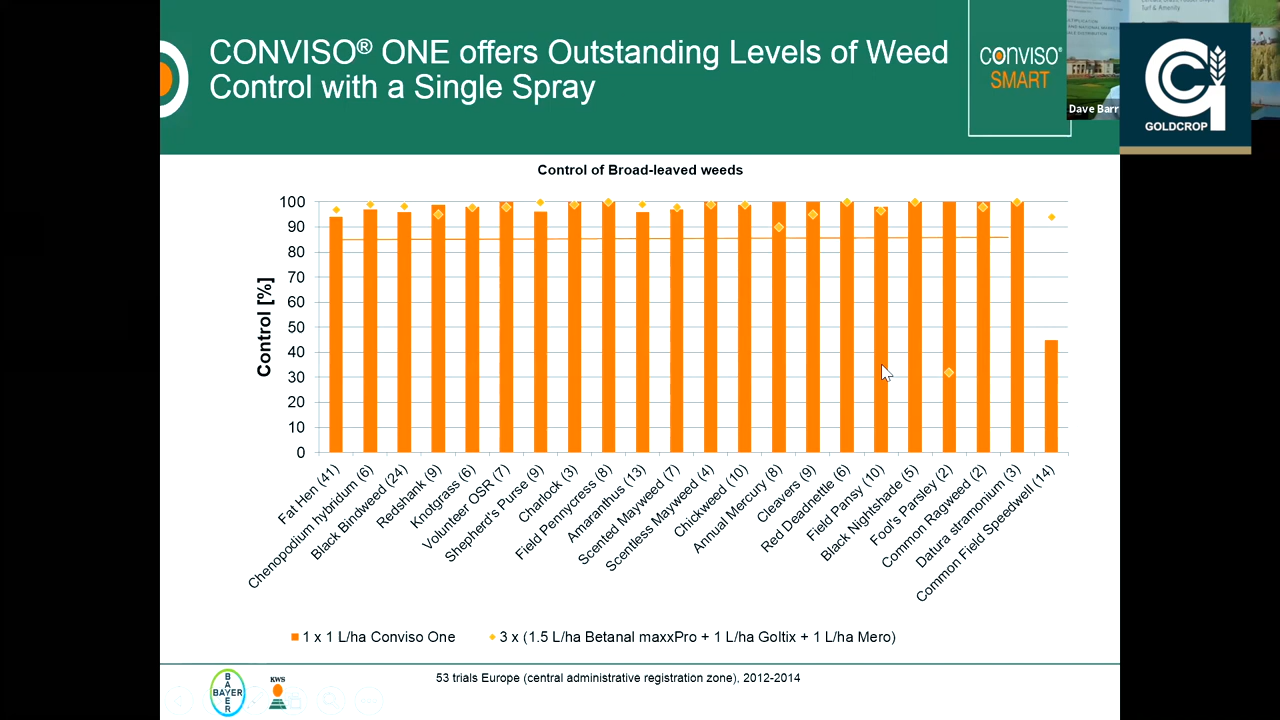 CONVISO® ONE offers Outstanding Levels of Weed
Control with a Single Spray
CONVISO®
SMART
Dave Barr
GOLDCROP
Control of Broad-leaved weeds
Control [%]
100
90
80
70
60
50
40
30
20
10
0
Fat Hen (41)
Chenopodium hybridum (6)
Black Bindweed (24)
Redshank (9)
Knotgrass (6)
Volunteer OSR (7)
Shepherd's Purse (9)
Charlock (3)
Field Pennycress (8)
Amaranthus (13)
Scented Mayweed (7)
Scentless Mayweed (4)
Chickweed (10)
Annual Mercury (8)
Cleavers (9)
Red Deadnettle (6)
Field Pansy (10)
Black Nightshade (5)
Fool's Parsley (2)
Common Ragweed (2)
Datura stramonium (3)
Common Field Speedwell (14)
1 x 1 L/ha Conviso One
3 x (1.5 L/ha Betanal maxxPro + 1 L/ha Goltix + 1 L/ha Mero)
BAYER
BAYER
KWS
53 trials Europe (central administrative registration zone), 2012-2014